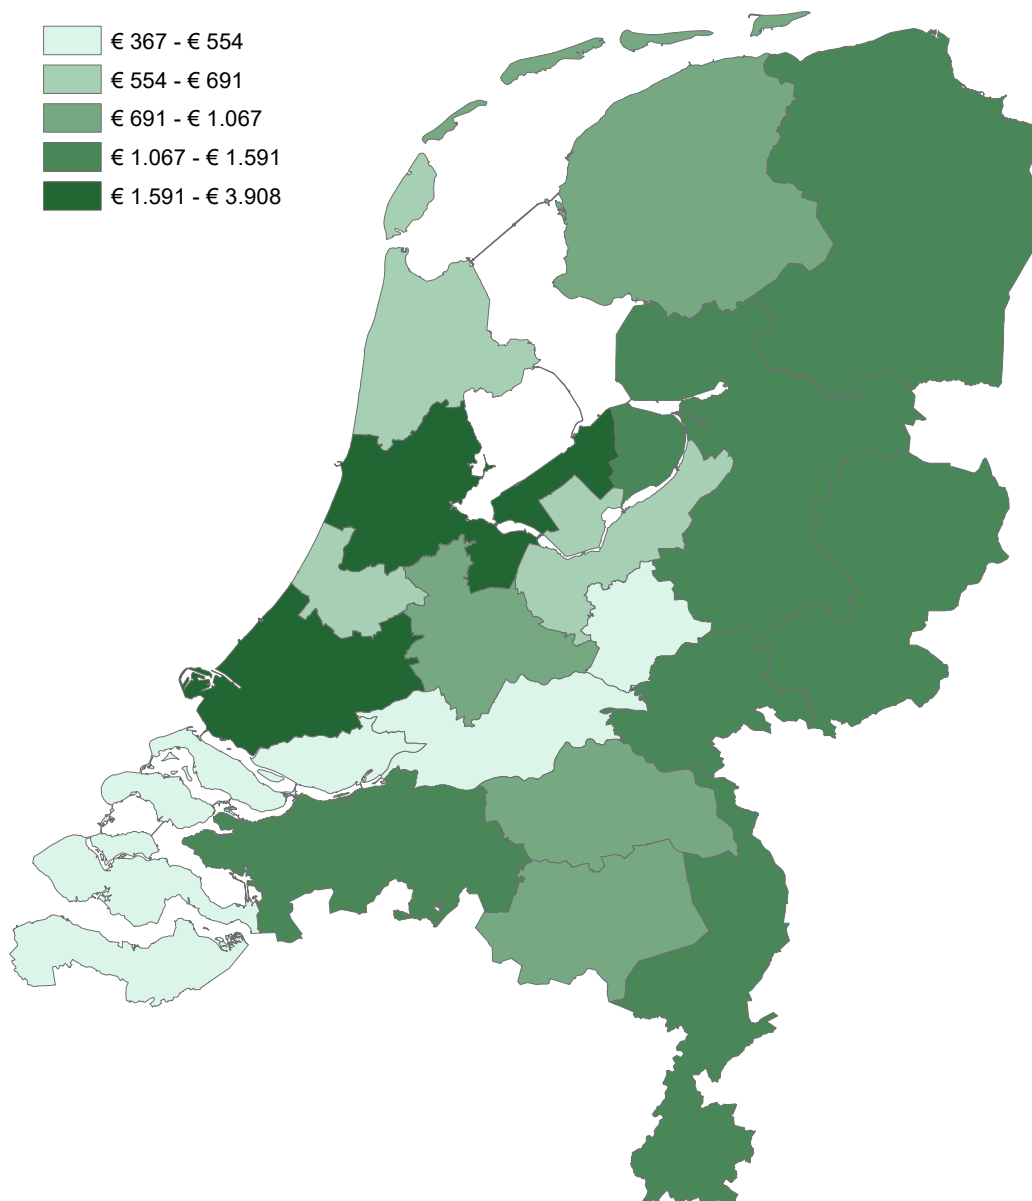 € 367 - € 554
€ 554 - € 691
€ 691 - € 1.067
€ 1.067 - € 1.591
€ 1.591 - € 3.908